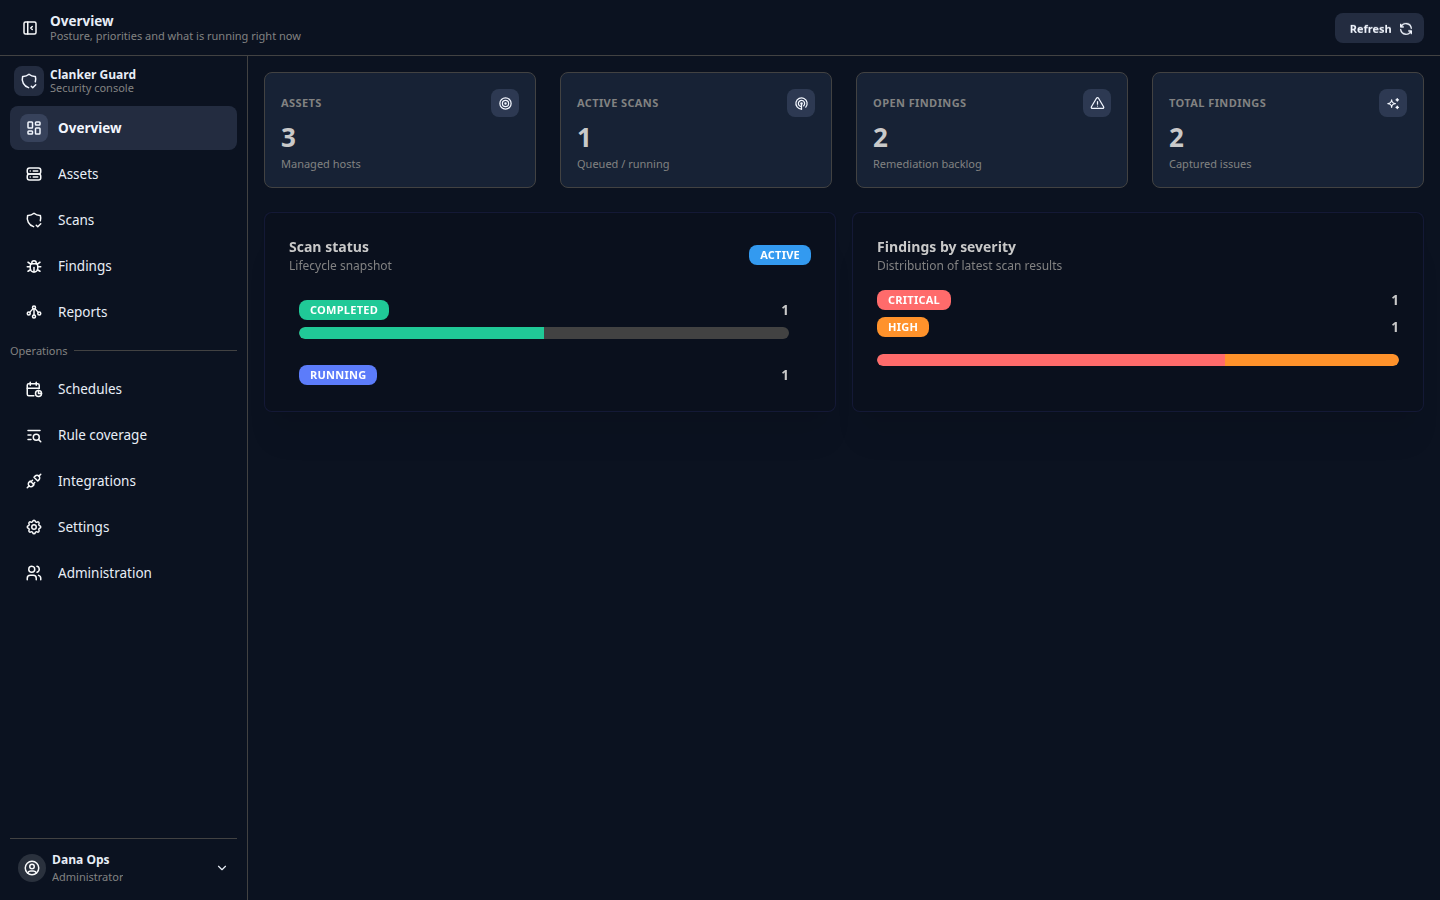 Overview
Posture, priorities and what is running right now
Refresh
Clanker Guard
Security console
Overview
Assets
Scans
Findings
Reports
Operations
Schedules
Rule coverage
Integrations
Settings
Administration
Dana Ops
Administrator
ASSETS
3
Managed hosts
ACTIVE SCANS
1
Queued / running
OPEN FINDINGS
2
Remediation backlog
TOTAL FINDINGS
2
Captured issues
Scan status
Lifecycle snapshot
ACTIVE
COMPLETED 1
RUNNING 1
Findings by severity
Distribution of latest scan results
CRITICAL 1
HIGH 1